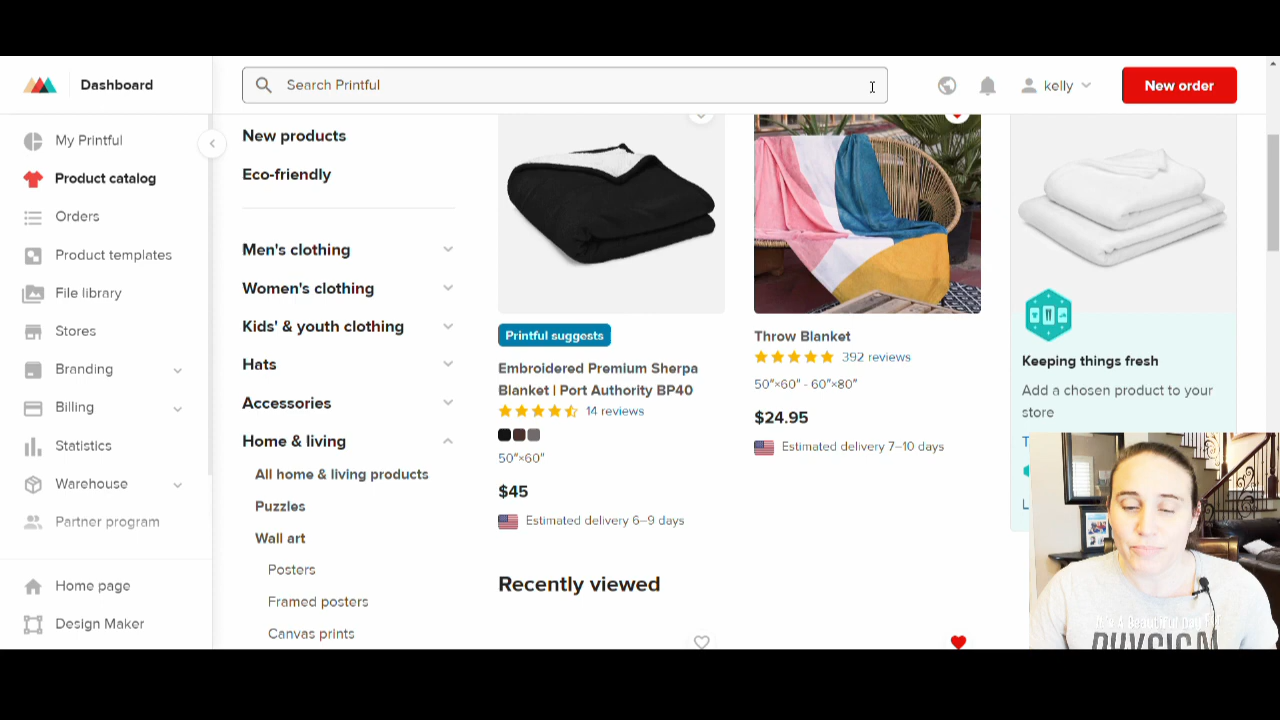 Dashboard
Search Printful
kelly
New order
My Printful
Product catalog
Orders
Product templates
File library
Stores
Branding
Billing
Statistics
Warehouse
Partner program
Home page
Design Maker
New products
Eco-friendly
Men's clothing
Women's clothing
Kids' & youth clothing
Hats
Accessories
Home & living
All home & living products
Puzzles
Wall art
Posters
Framed posters
Canvas prints
Printful suggests
Embroidered Premium Sherpa
Blanket | Port Authority BP40
14 reviews
50″×60″
$45
Estimated delivery 6–9 days
Throw Blanket
392 reviews
50″×60″ - 60″×80″
$24.95
Estimated delivery 7–10 days
Keeping things fresh
Add a chosen product to your
store
Recently viewed
It's A Beautiful Day
PHYSICAL